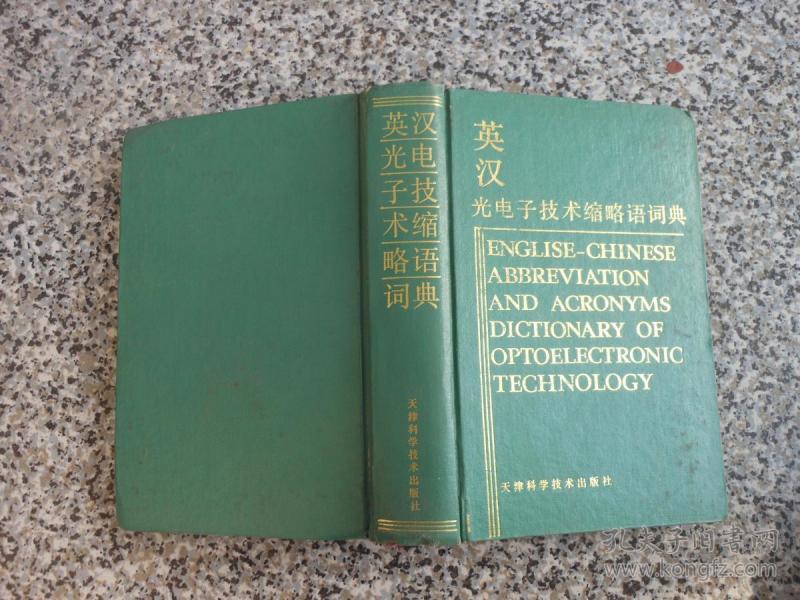 英汉
光电
子技
术缩
略语
词典
天津科学技术出版社
英
汉
光电子技术缩略语词典
ENGLISE-CHINESE
ABBREVIATION
AND ACRONYMS
DICTIONARY OF
OPTOELECTRONIC
TECHNOLOGY
天津科学技术出版社
孔夫子旧书网
www.kongfz.com